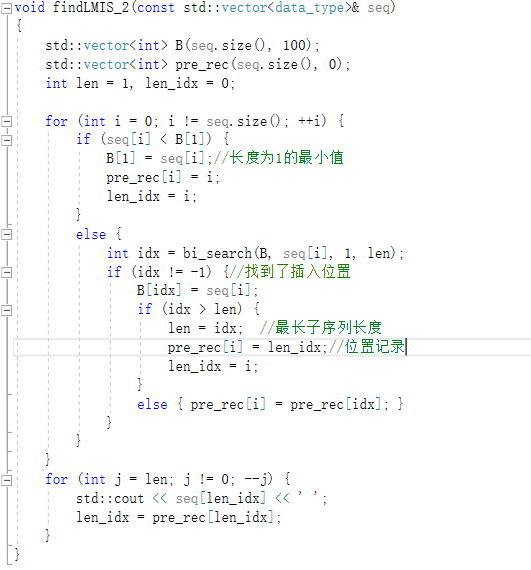 void findLMIS_2(const std::vector<data_type>& seq)
{
    std::vector<int> B(seq.size(), 100);
    std::vector<int> pre_rec(seq.size(), 0);
    int len = 1, len_idx = 0;

    for (int i = 0; i != seq.size(); ++i) {
        if (seq[i] < B[1]) {
            B[1] = seq[i];//长度为1的最小值
            pre_rec[i] = i;
            len_idx = i;
        }
        else {
            int idx = bi_search(B, seq[i], 1, len);
            if (idx != -1) {//找到了插入位置
                B[idx] = seq[i];
                if (idx > len) {
                    len = idx;  //最长子序列长度
                    pre_rec[i] = len_idx;//位置记录
                    len_idx = i;
                }
                else { pre_rec[i] = pre_rec[idx]; }
            }
        }
    }
    for (int j = len; j != 0; --j) {
        std::cout << seq[len_idx] << ' ';
        len_idx = pre_rec[len_idx];
    }
}